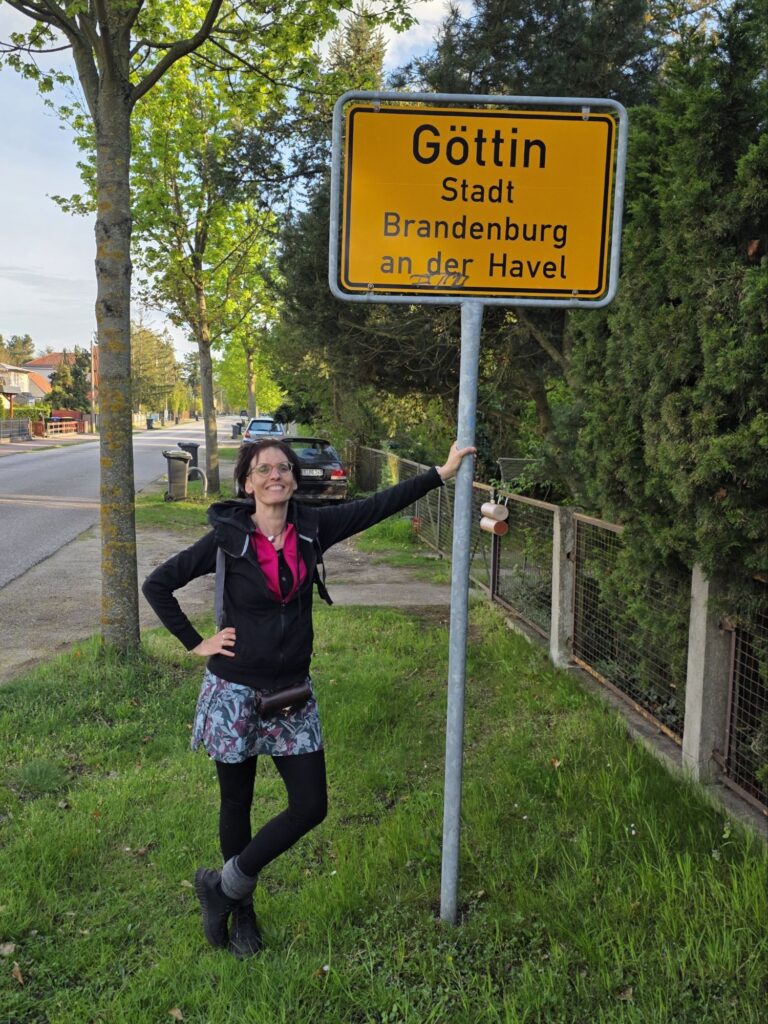 Göttin
Stadt
Brandenburg
an der Havel